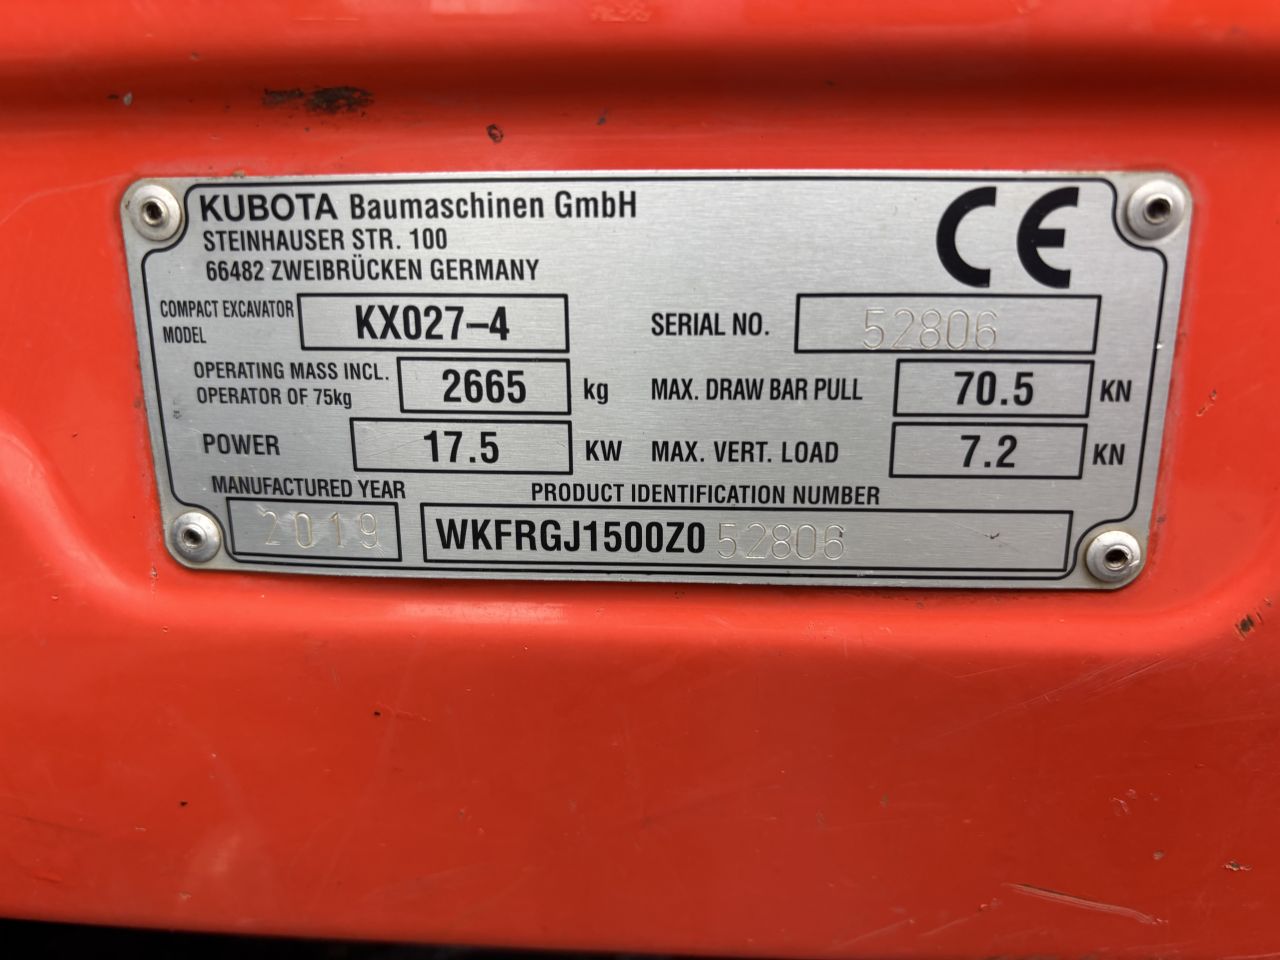 KUBOTA Baumaschinen GmbH
STEINHAUSER STR. 100
66482 ZWEIBRÜCKEN GERMANY
CE
COMPACT EXCAVATOR MODEL KX027-4
SERIAL NO. 52806
OPERATING MASS INCL. OPERATOR OF 75kg 2665 kg
MAX. DRAW BAR PULL 70.5 KN
POWER 17.5 KW
MAX. VERT. LOAD 7.2 KN
MANUFACTURED YEAR 2019
PRODUCT IDENTIFICATION NUMBER
WKFRGJ1500Z052806